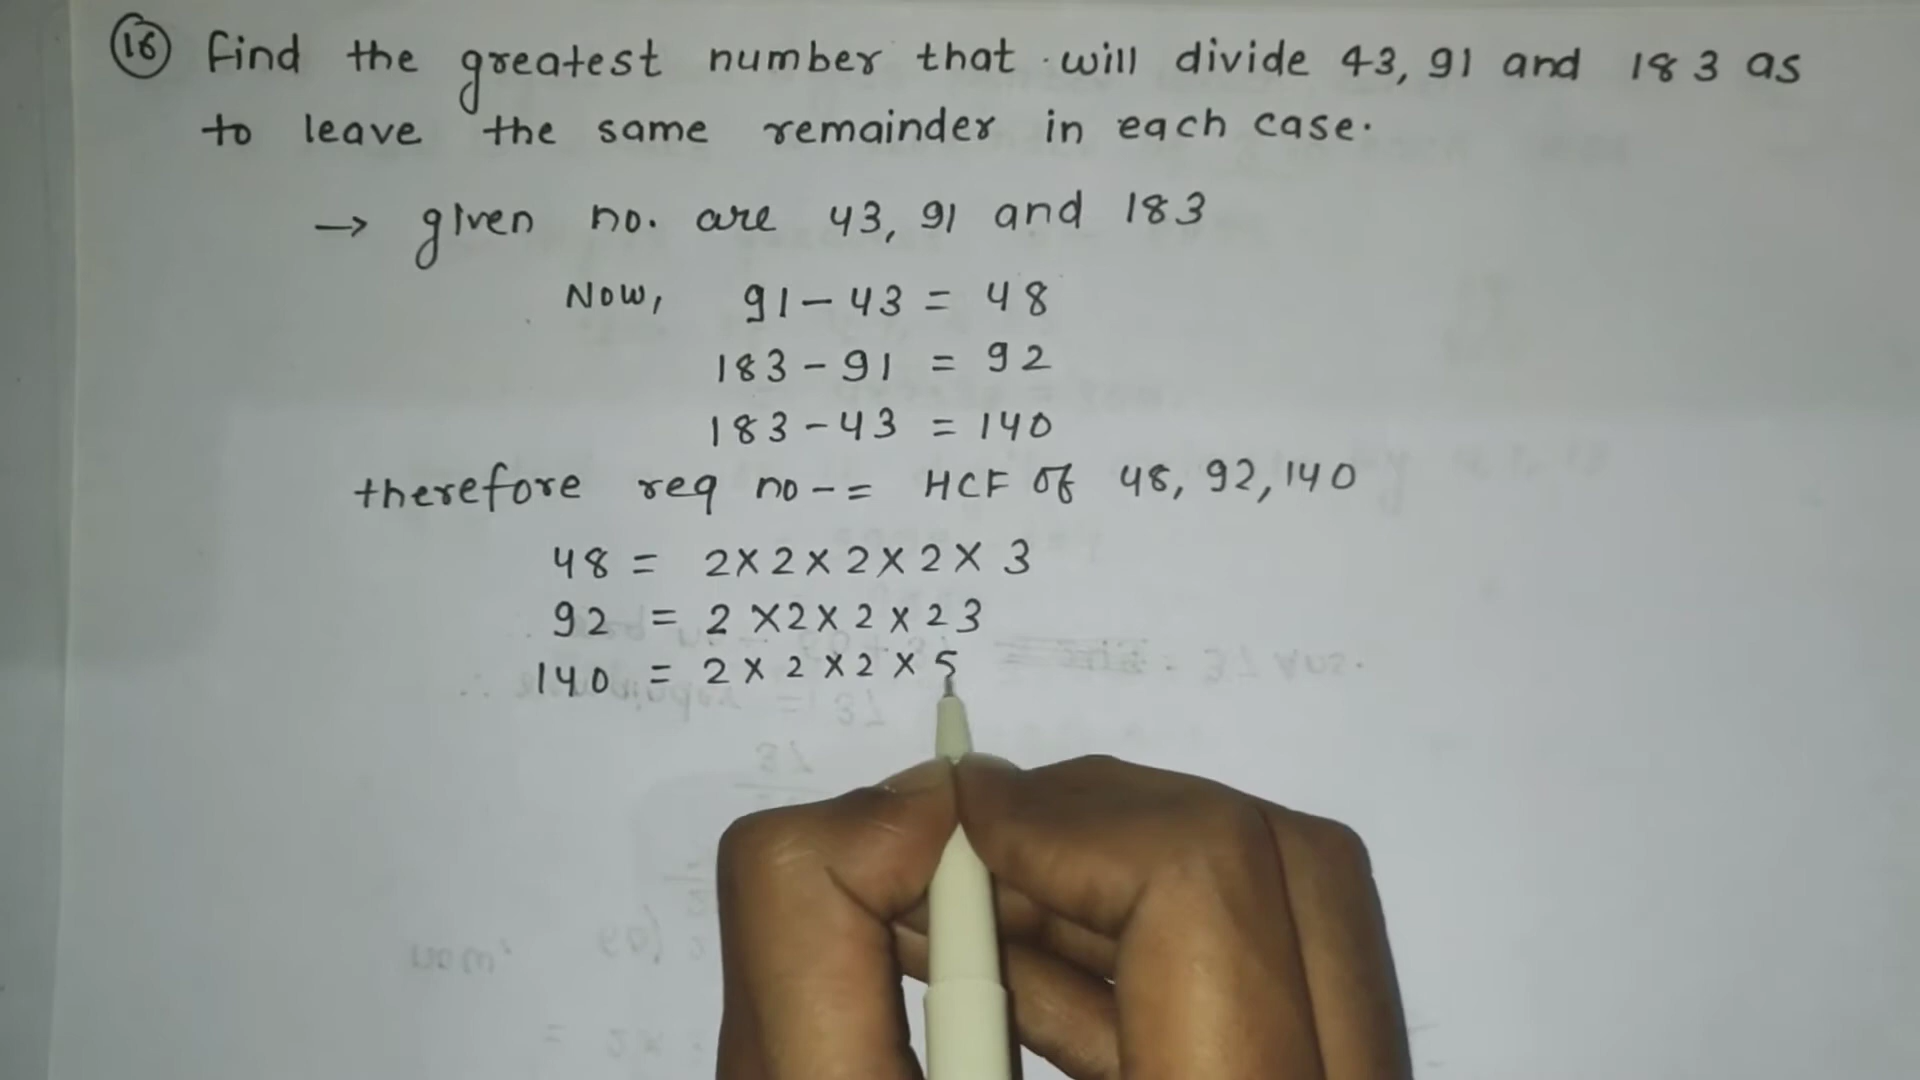 16 Find the greatest number that will divide 43, 91 and 183 as
to leave the same remainder in each case.
→ given no. are 43, 91 and 183
Now, 91 - 43 = 48
183 - 91 = 92
183 - 43 = 140
therefore req no - = HCF of 48, 92, 140
48 = 2 × 2 × 2 × 2 × 3
92 = 2 × 2 × 2 × 23
140 = 2 × 2 × 2 × 5